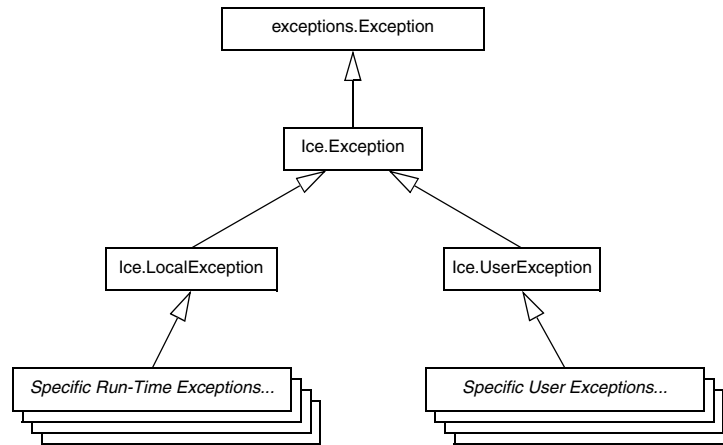 exceptions.Exception
Ice.Exception
Ice.LocalException
Ice.UserException
Specific Run-Time Exceptions...
Specific User Exceptions...